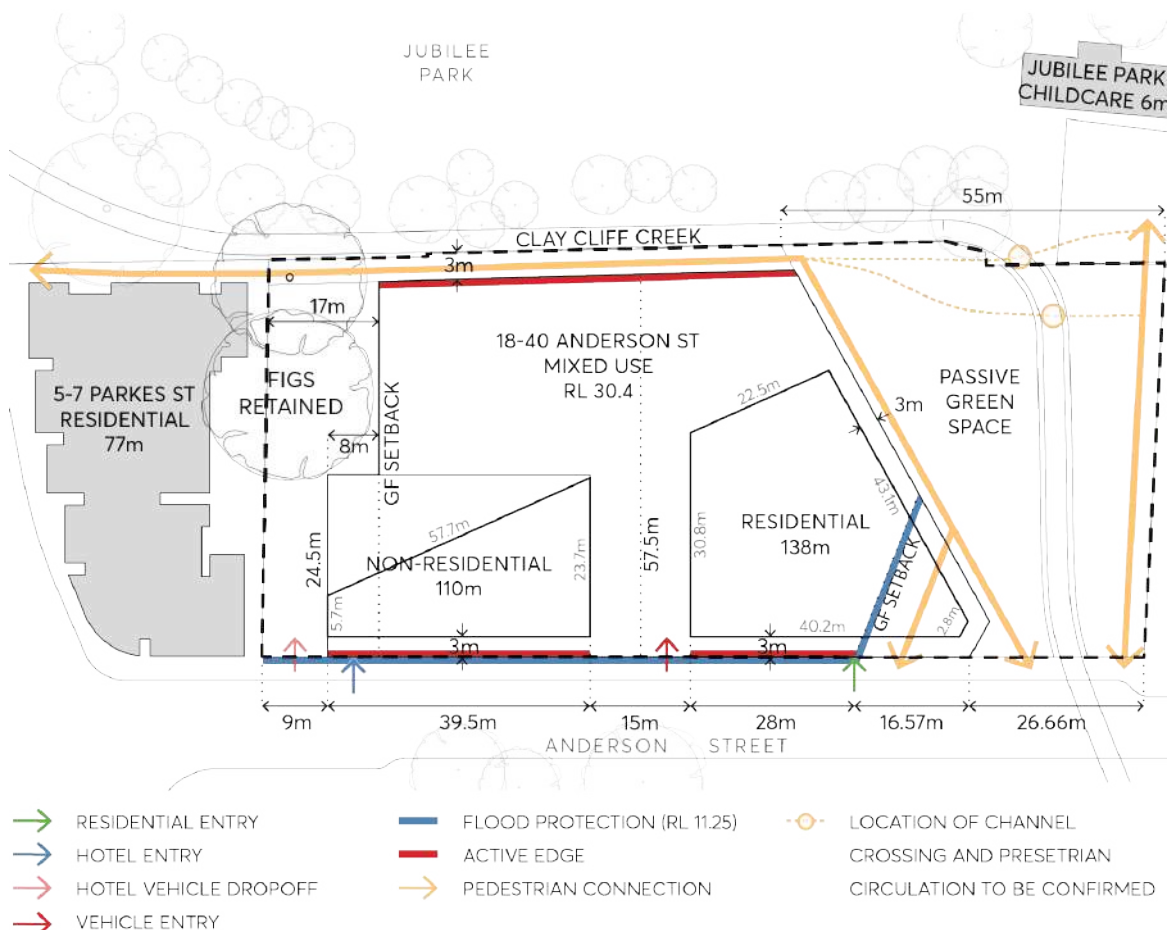 JUBILEE
PARK
JUBILEE PARK
CHILDCARE 6m
55m
CLAY CLIFF CREEK
3m
17m
18-40 ANDERSON ST
MIXED USE
RL 30.4
5-7 PARKES ST
RESIDENTIAL
77m
FIGS
RETAINED
PASSIVE
GREEN
SPACE
22.5m
3m
8m
GF SETBACK
43.1m
57.7m
NON-RESIDENTIAL
110m
24.5m
23.7m
57.5m
30.8m
RESIDENTIAL
138m
GF SETBACK
5.7m
40.2m
2.8m
3m
3m
9m
39.5m
15m
28m
16.57m
26.66m
ANDERSON STREET
RESIDENTIAL ENTRY
HOTEL ENTRY
HOTEL VEHICLE DROPOFF
VEHICLE ENTRY
FLOOD PROTECTION (RL 11.25)
ACTIVE EDGE
PEDESTRIAN CONNECTION
LOCATION OF CHANNEL
CROSSING AND PRESETRIAN
CIRCULATION TO BE CONFIRMED